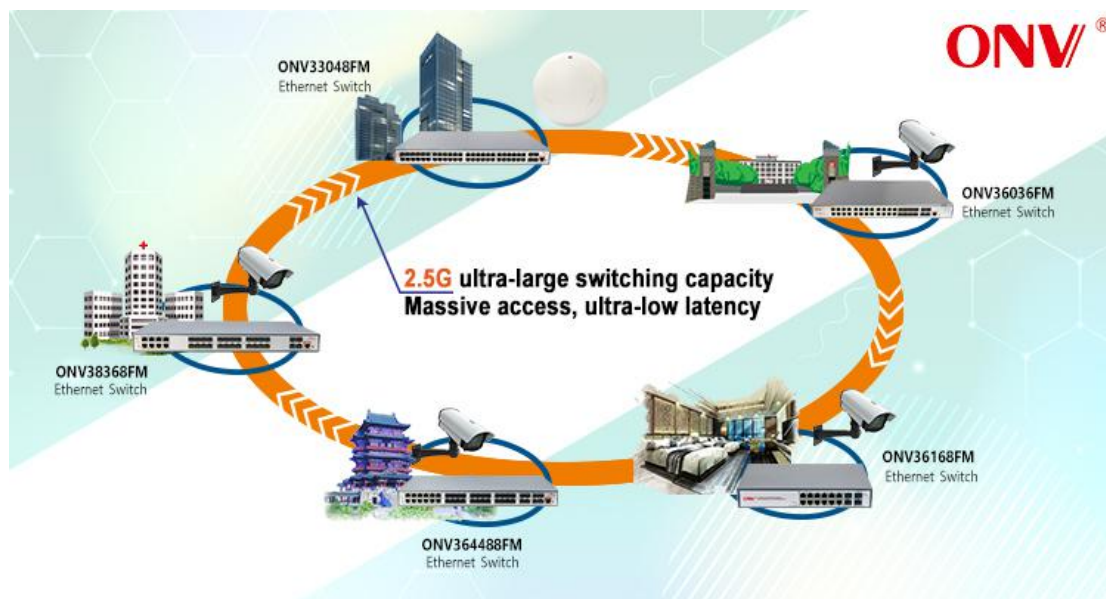 ONV®
ONV33048FM
Ethernet Switch
ONV36036FM
Ethernet Switch
2.5G ultra-large switching capacity
Massive access, ultra-low latency
ONV38368FM
Ethernet Switch
ONV36168FM
Ethernet Switch
ONV
ONV364488FM
Ethernet Switch